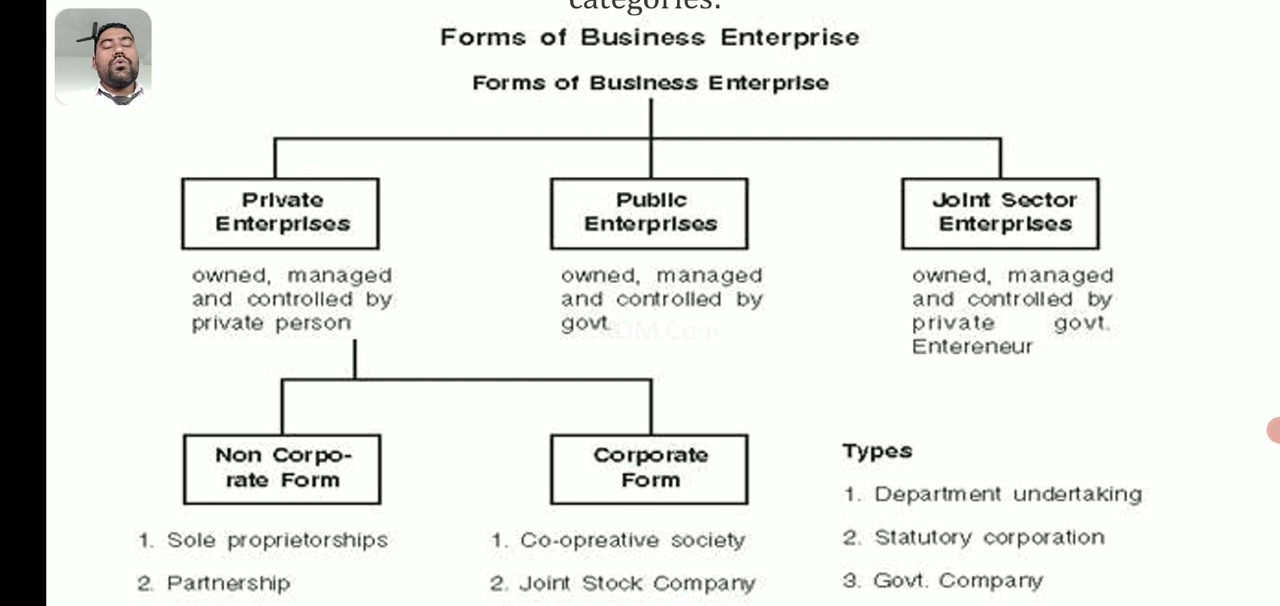 categories:
Forms of Business Enterprise
Forms of Business Enterprise
Private
Enterprises
Public
Enterprises
Joint Sector
Enterprises
owned, managed
and controlled by
private person
owned, managed
and controlled by
govt.
owned, managed
and controlled by
private govt.
Entereneur
Non Corpo-
rate Form
Corporate
Form
1. Sole proprietorships
2. Partnership
1. Co-opreative society
2. Joint Stock Company
Types
1. Department undertaking
2. Statutory corporation
3. Govt. Company